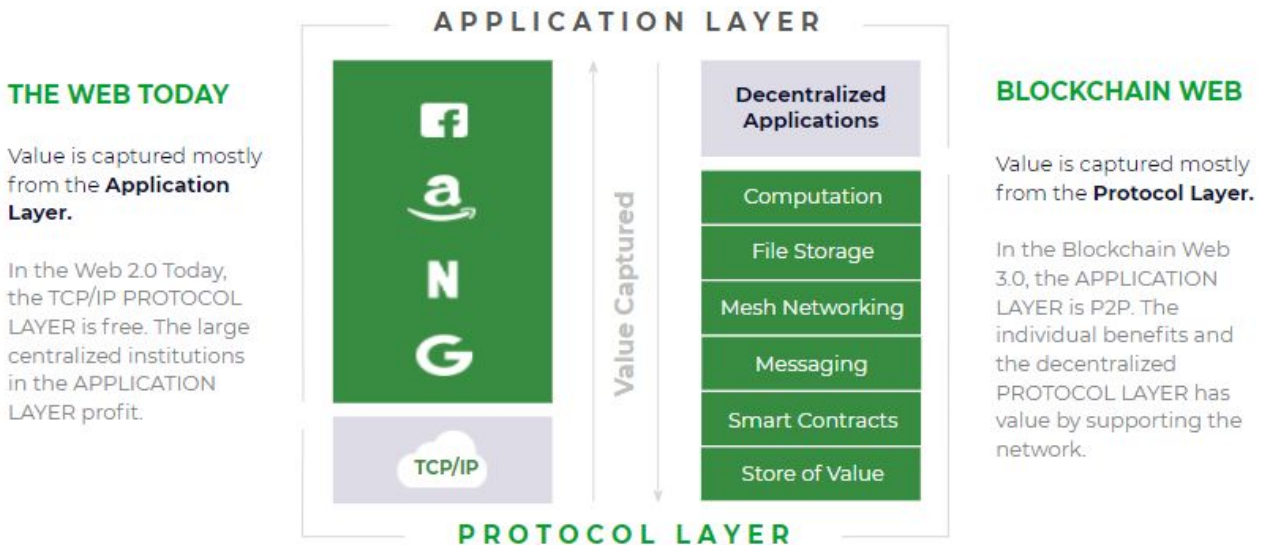 APPLICATION LAYER
THE WEB TODAY
Value is captured mostly
from the Application
Layer.
In the Web 2.0 Today,
the TCP/IP PROTOCOL
LAYER is free. The large
centralized institutions
in the APPLICATION
LAYER profit.
f
a
N
G
TCP/IP
Value Captured
Decentralized
Applications
Computation
File Storage
Mesh Networking
Messaging
Smart Contracts
Store of Value
BLOCKCHAIN WEB
Value is captured mostly
from the Protocol Layer.
In the Blockchain Web
3.0, the APPLICATION
LAYER is P2P. The
individual benefits and
the decentralized
PROTOCOL LAYER has
value by supporting the
network.
PROTOCOL LAYER